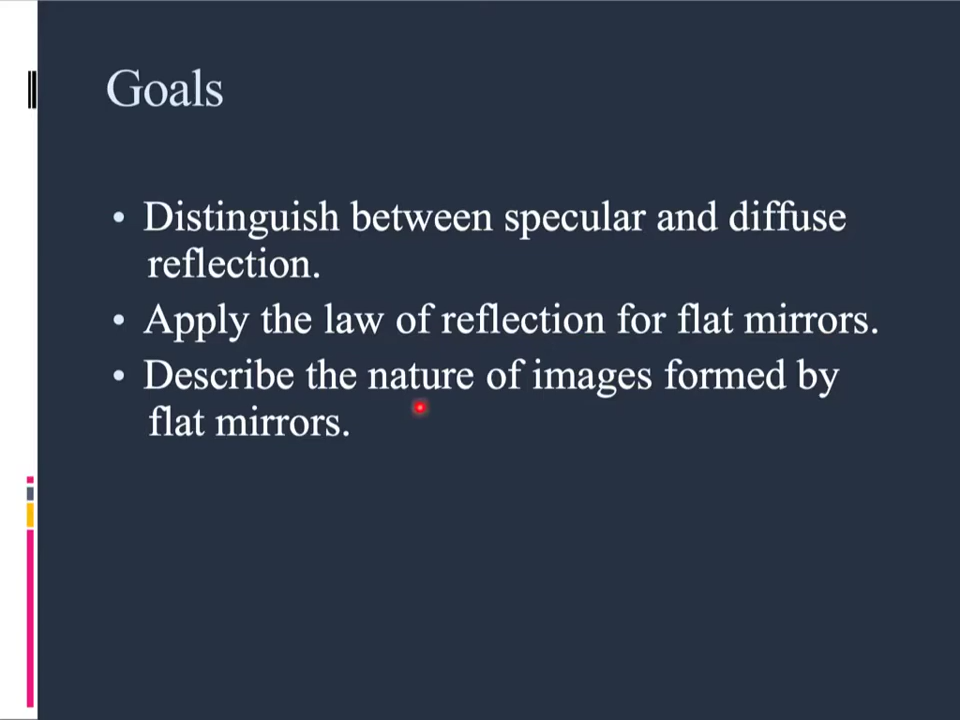 Goals
• Distinguish between specular and diffuse
reflection.
• Apply the law of reflection for flat mirrors.
• Describe the nature of images formed by
flat mirrors.